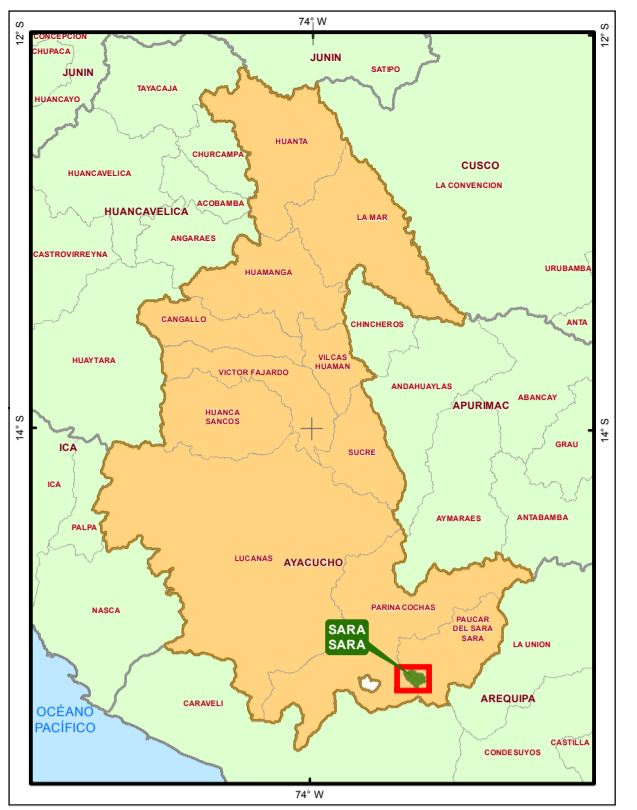 74° W
12° S
12° S
CONCEPCION
CHUPACA
JUNIN
HUANCAYO
TAYACAJA
JUNIN
SATIPO
HUANTA
CHURCAMPA
HUANCAVELICA
CUSCO
LA CONVENCION
ACOBAMBA
HUANCAVELICA
LA MAR
ANGARAES
CASTROVIRREYNA
HUAMANGA
URUBAMBA
CANGALLO
CHINCHEROS
ANTA
HUAYTARA
VICTOR FAJARDO
VILCAS
HUAMAN
ANDAHUAYLAS
ABANCAY
APURIMAC
HUANCA
SANCOS
14° S
14° S
ICA
SUCRE
GRAU
ICA
PALPA
AYMARAES
ANTABAMBA
LUCANAS
AYACUCHO
NASCA
PARINACOCHAS
PAUCAR
DEL SARA
SARA
SARA
SARA
LA UNION
CARAVELI
AREQUIPA
OCÉANO
PACÍFICO
CASTILLA
CONDESUYOS
74° W